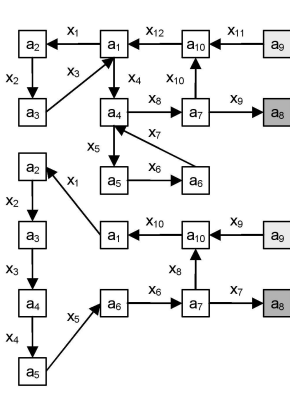 x₁ x₁₂ x₁₁
a₂ a₁ a₁₀ a₉
x₂ x₃ x₄ x₁₀
x₈ x₉
a₃ a₄ a₇ a₈
x₇
x₅ x₆
a₅ a₆
a₂
x₁
x₂ x₁₀ x₉
a₃ a₁ a₁₀ a₉
x₃ x₈
x₆ x₇
a₄ a₆ a₇ a₈
x₅
x₄
a₅